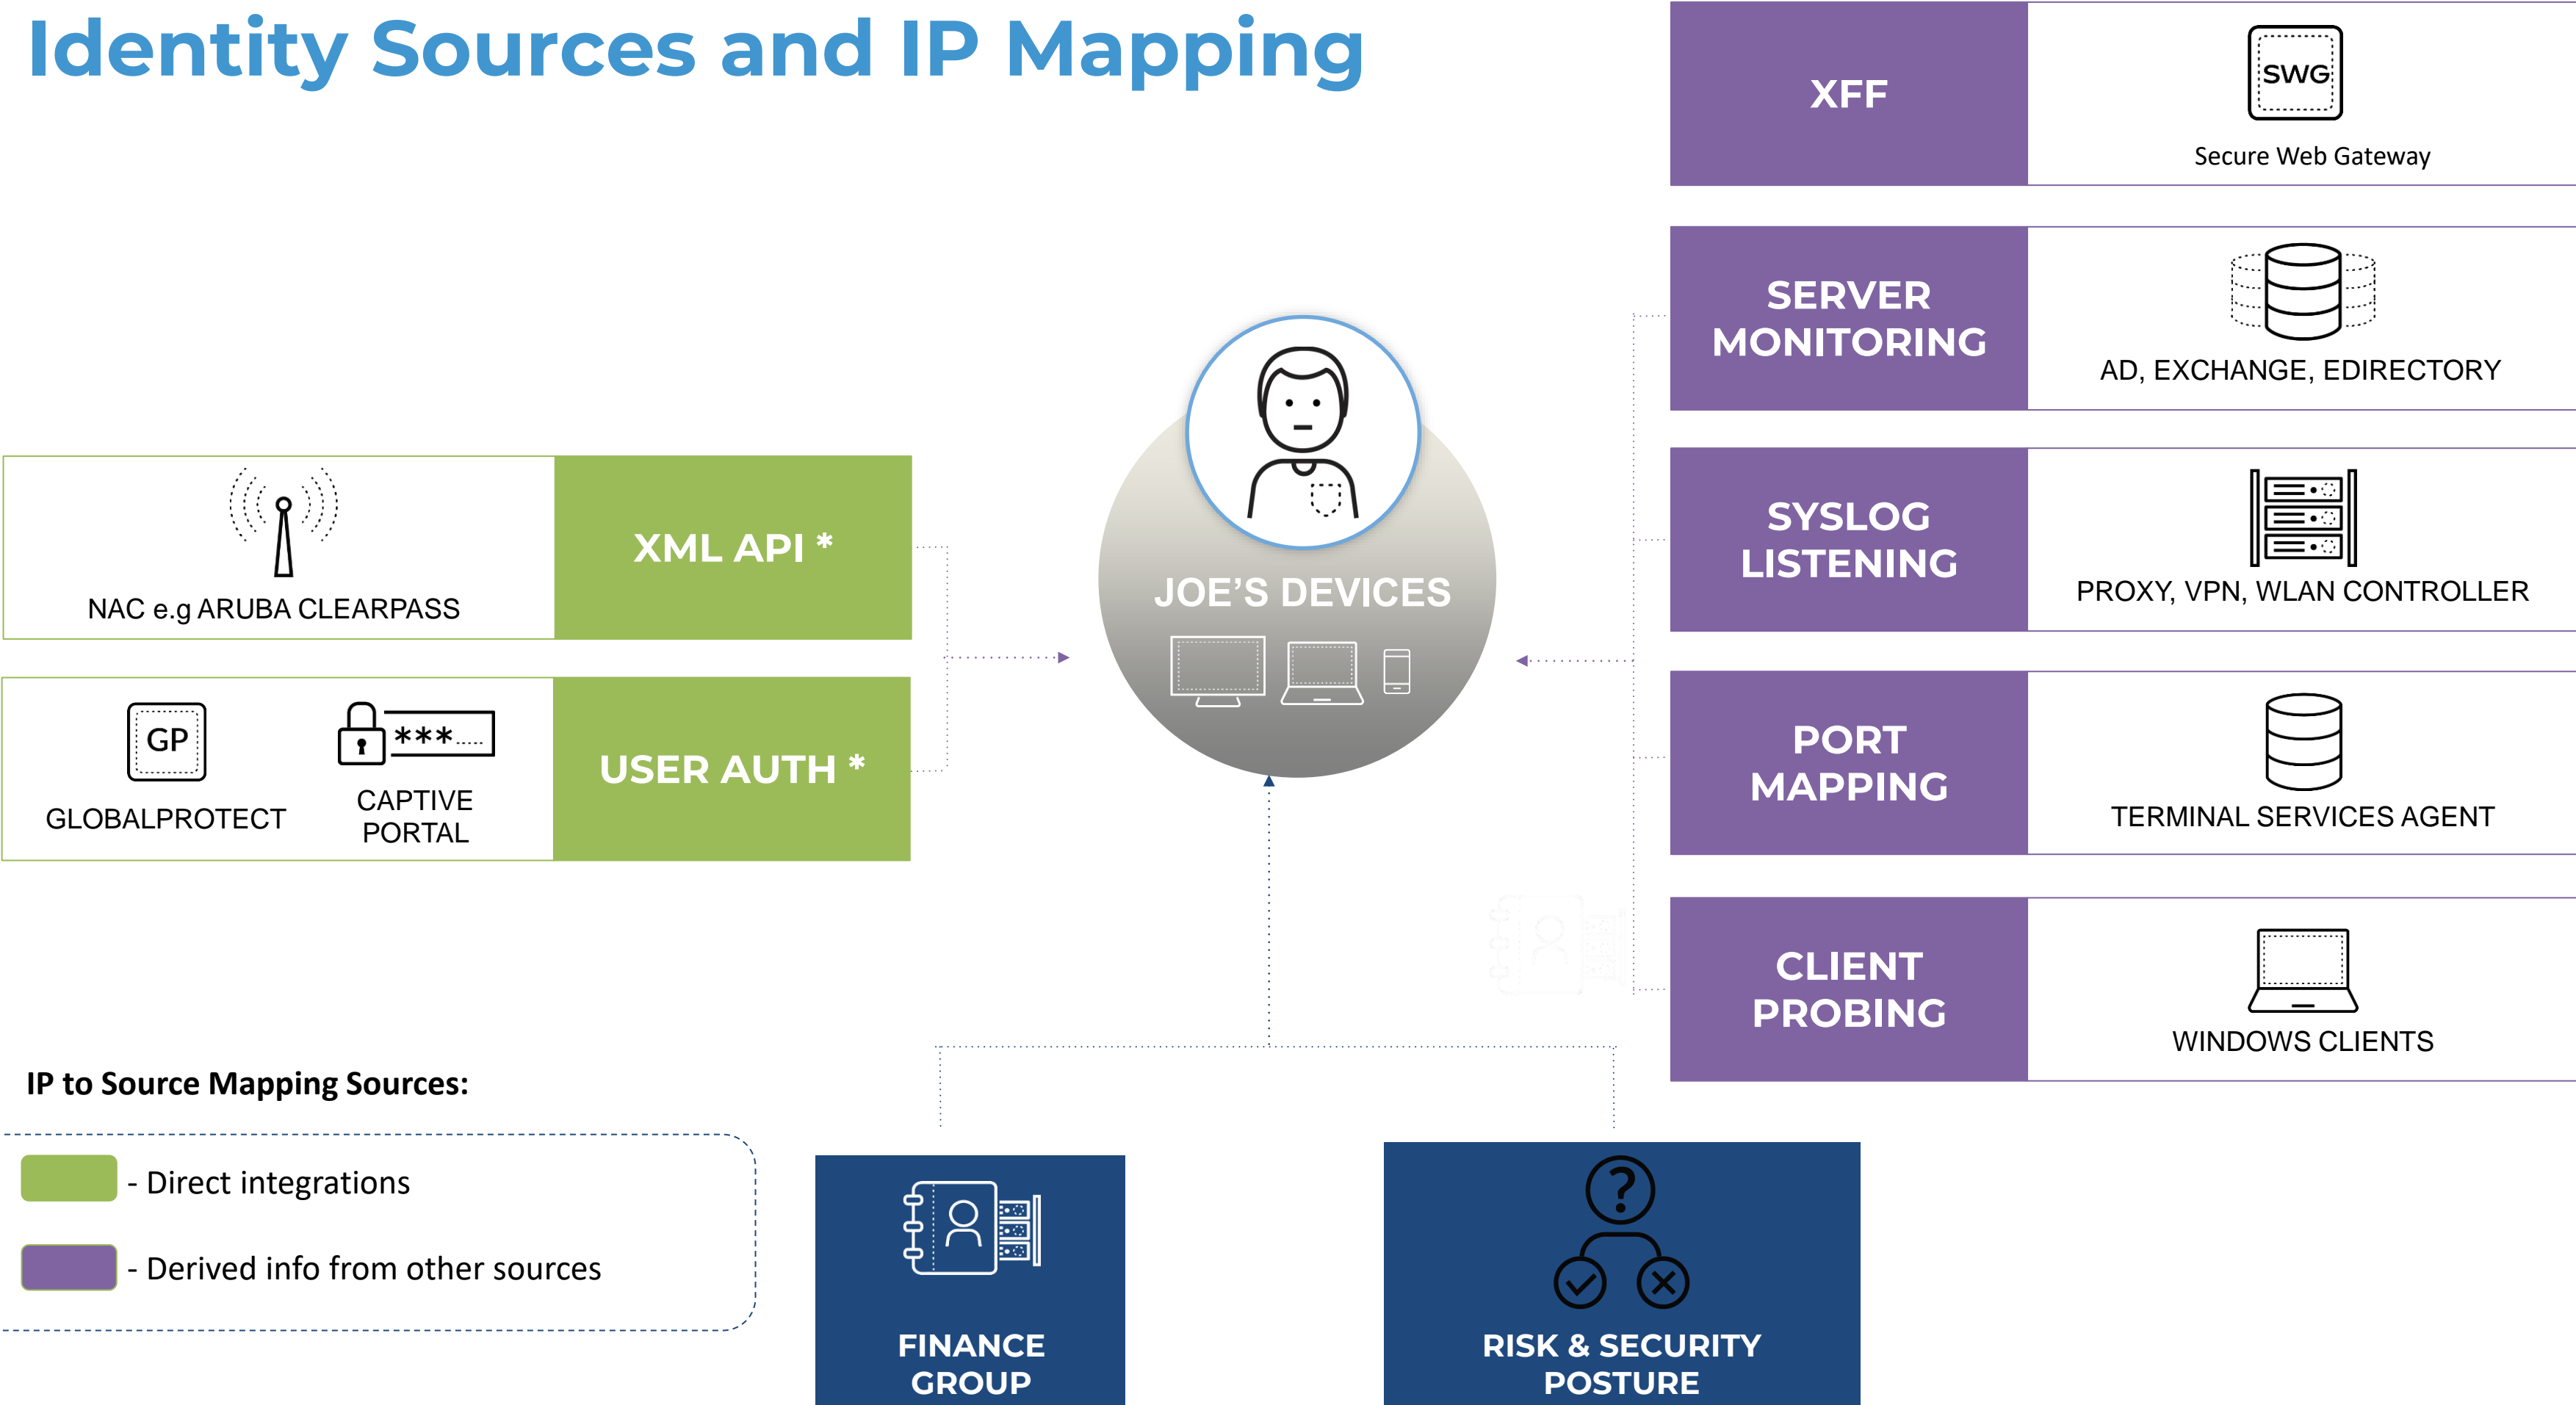 Identity Sources and IP Mapping
XFF
SWG
Secure Web Gateway
SERVER
MONITORING
AD, EXCHANGE, EDIRECTORY
SYSLOG
LISTENING
PROXY, VPN, WLAN CONTROLLER
PORT
MAPPING
TERMINAL SERVICES AGENT
CLIENT
PROBING
WINDOWS CLIENTS
NAC e.g ARUBA CLEARPASS
XML API *
GP
GLOBALPROTECT
***.....
CAPTIVE
PORTAL
USER AUTH *
JOE'S DEVICES
IP to Source Mapping Sources:
- Direct integrations
- Derived info from other sources
FINANCE
GROUP
?
RISK & SECURITY
POSTURE